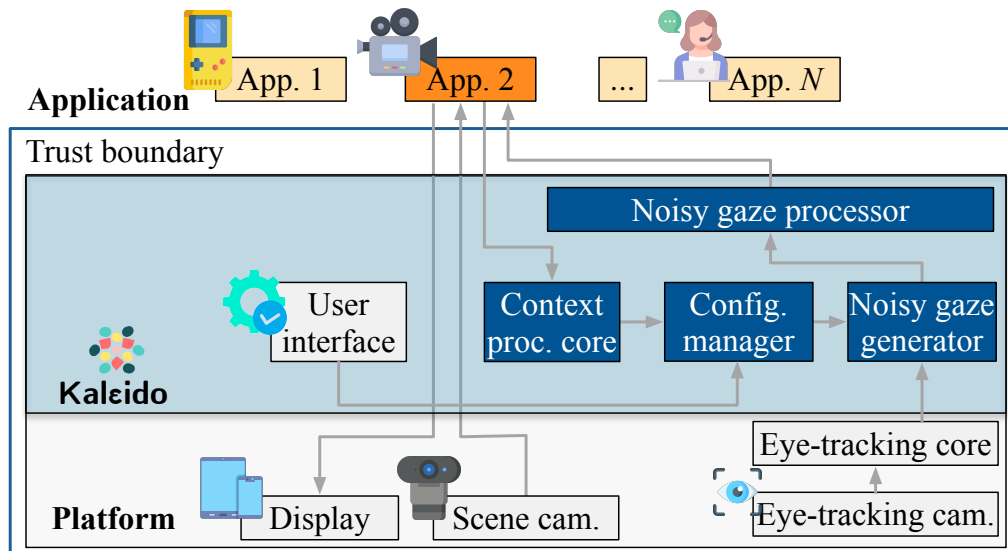 App. 1
App. 2
...
App. N
Application
Trust boundary
Noisy gaze processor
User
interface
Context
proc. core
Config.
manager
Noisy gaze
generator
Kalεido
Eye-tracking core
Platform
Display
Scene cam.
Eye-tracking cam.